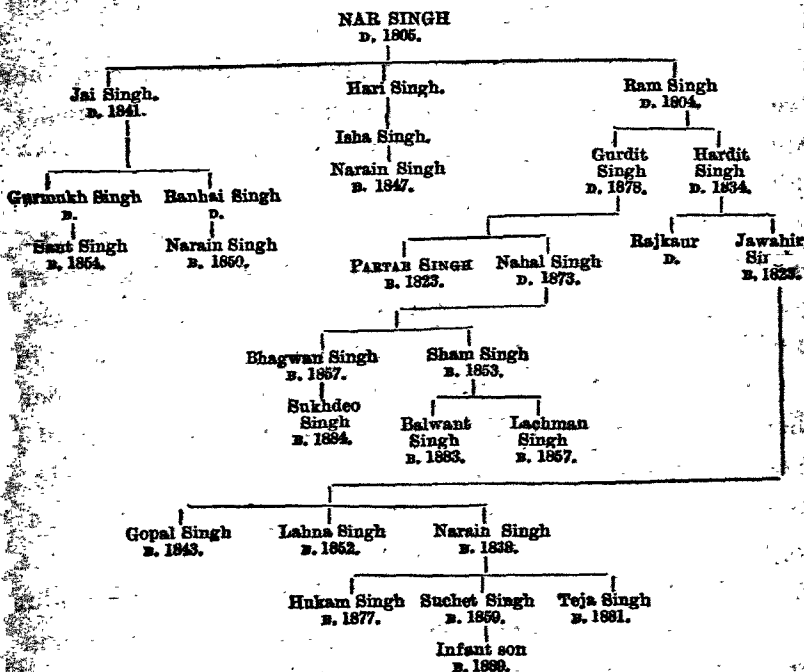 NAR SINGH
D. 1805.
Jai Singh. Hari Singh. Ram Singh
D. 1841. D. 1804.
Isha Singh.
Narain Singh
B. 1847.
Gurdit Hardit
Singh Singh
D. 1878. D. 1834.
Gurmukh Singh Banhai Singh
D.
Sant Singh Narain Singh
B. 1854. B. 1850.
PARTAB SINGH Nahal Singh
B. 1823. D. 1873.
Rajkaur Jawahir
D.
B. 1823.
Bhagwan Singh Sham Singh
B. 1857. B. 1853.
Sukhdeo
Singh
B. 1884.
Balwant Lachman
Singh Singh
B. 1883. B. 1857.
Gopal Singh Lahna Singh Narain Singh
B. 1843. B. 1852. B. 1838.
Hukam Singh Suchet Singh Teja Singh
B. 1877. B. 1859. B. 1881.
Infant son
B. 1889.